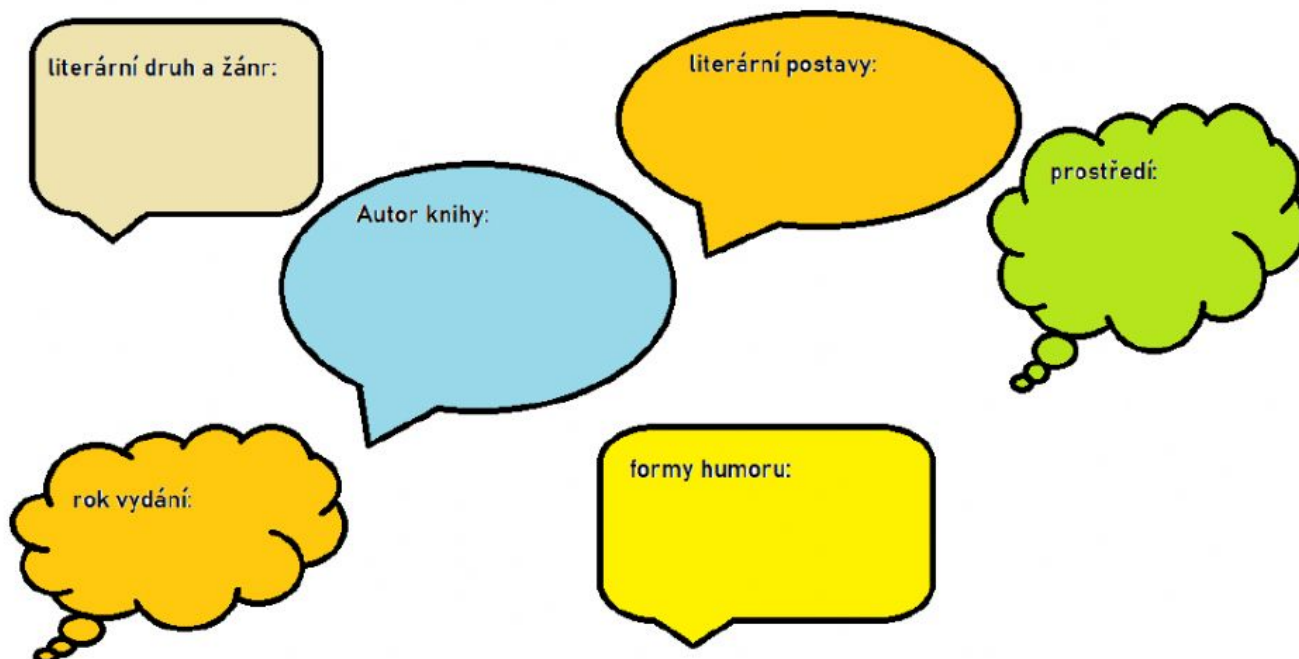 literární druh a žánr:
literární postavy:
prostředí:
Autor knihy:
rok vydání:
formy humoru: